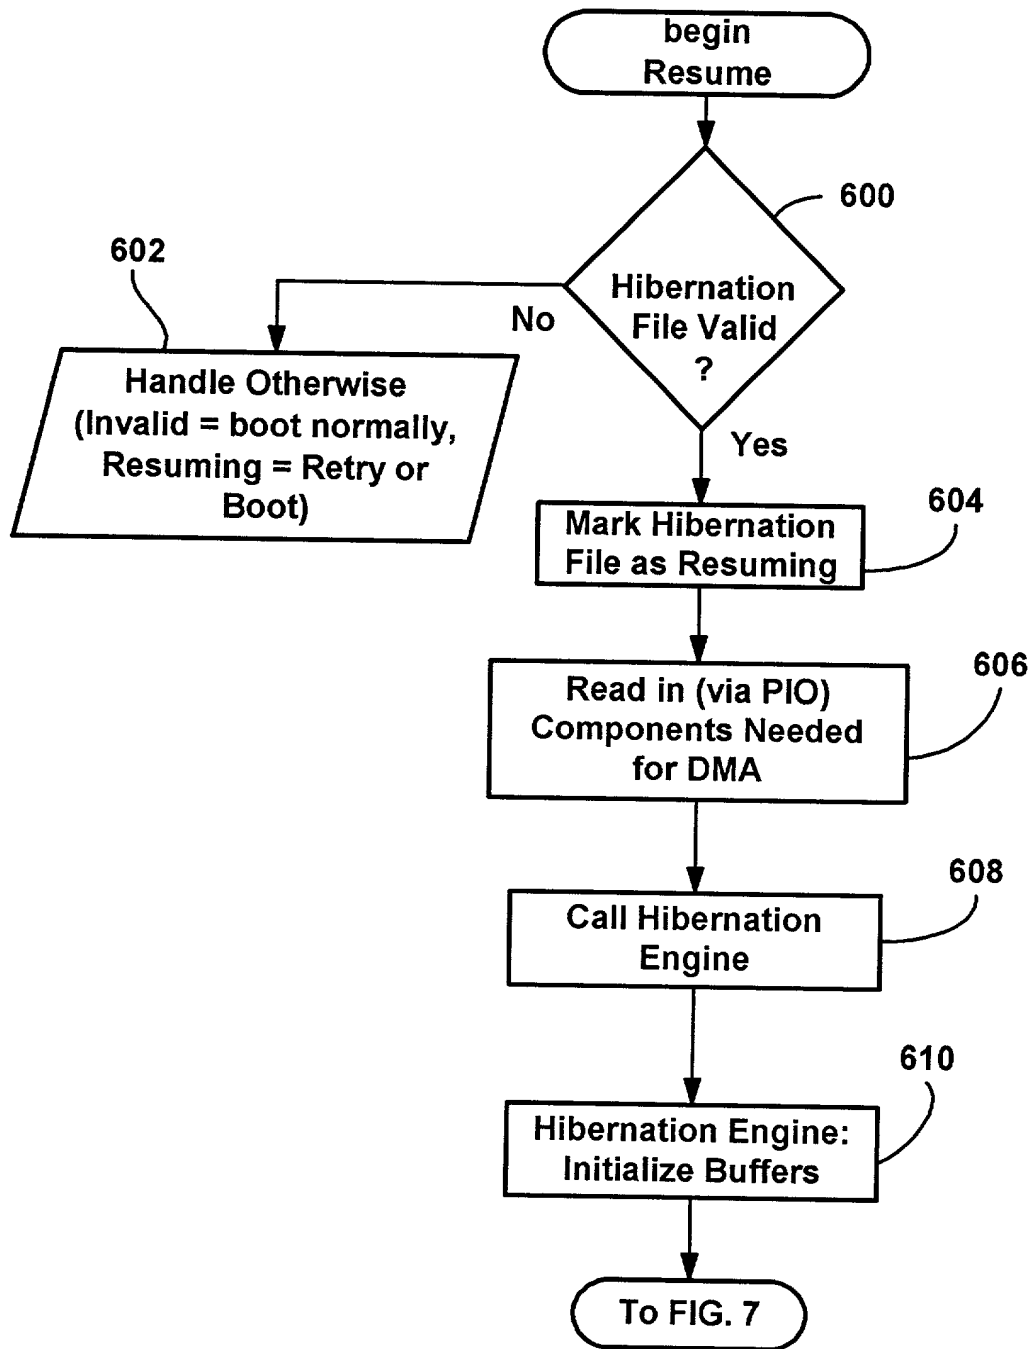 begin
Resume
600
602
Hibernation
File Valid
?
No
Yes
Handle Otherwise
(Invalid = boot normally,
Resuming = Retry or
Boot)
604
Mark Hibernation
File as Resuming
606
Read in (via PIO)
Components Needed
for DMA
608
Call Hibernation
Engine
610
Hibernation Engine:
Initialize Buffers
To FIG. 7